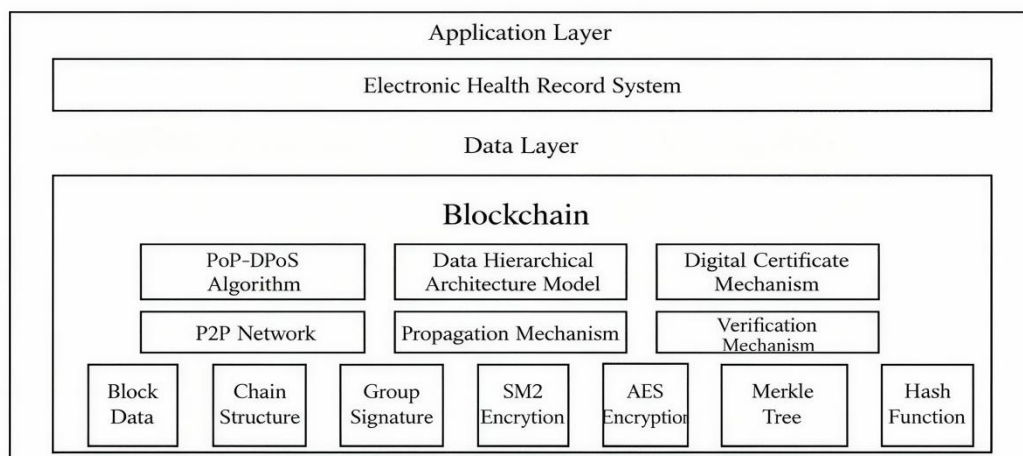 Application Layer
Electronic Health Record System
Data Layer
Blockchain
PoP-DPoS
Algorithm
Data Hierarchical
Architecture Model
Digital Certificate
Mechanism
P2P Network
Propagation Mechanism
Verification
Mechanism
Block
Data
Chain
Structure
Group
Signature
SM2
Encrytion
AES
Encryption
Merkle
Tree
Hash
Function